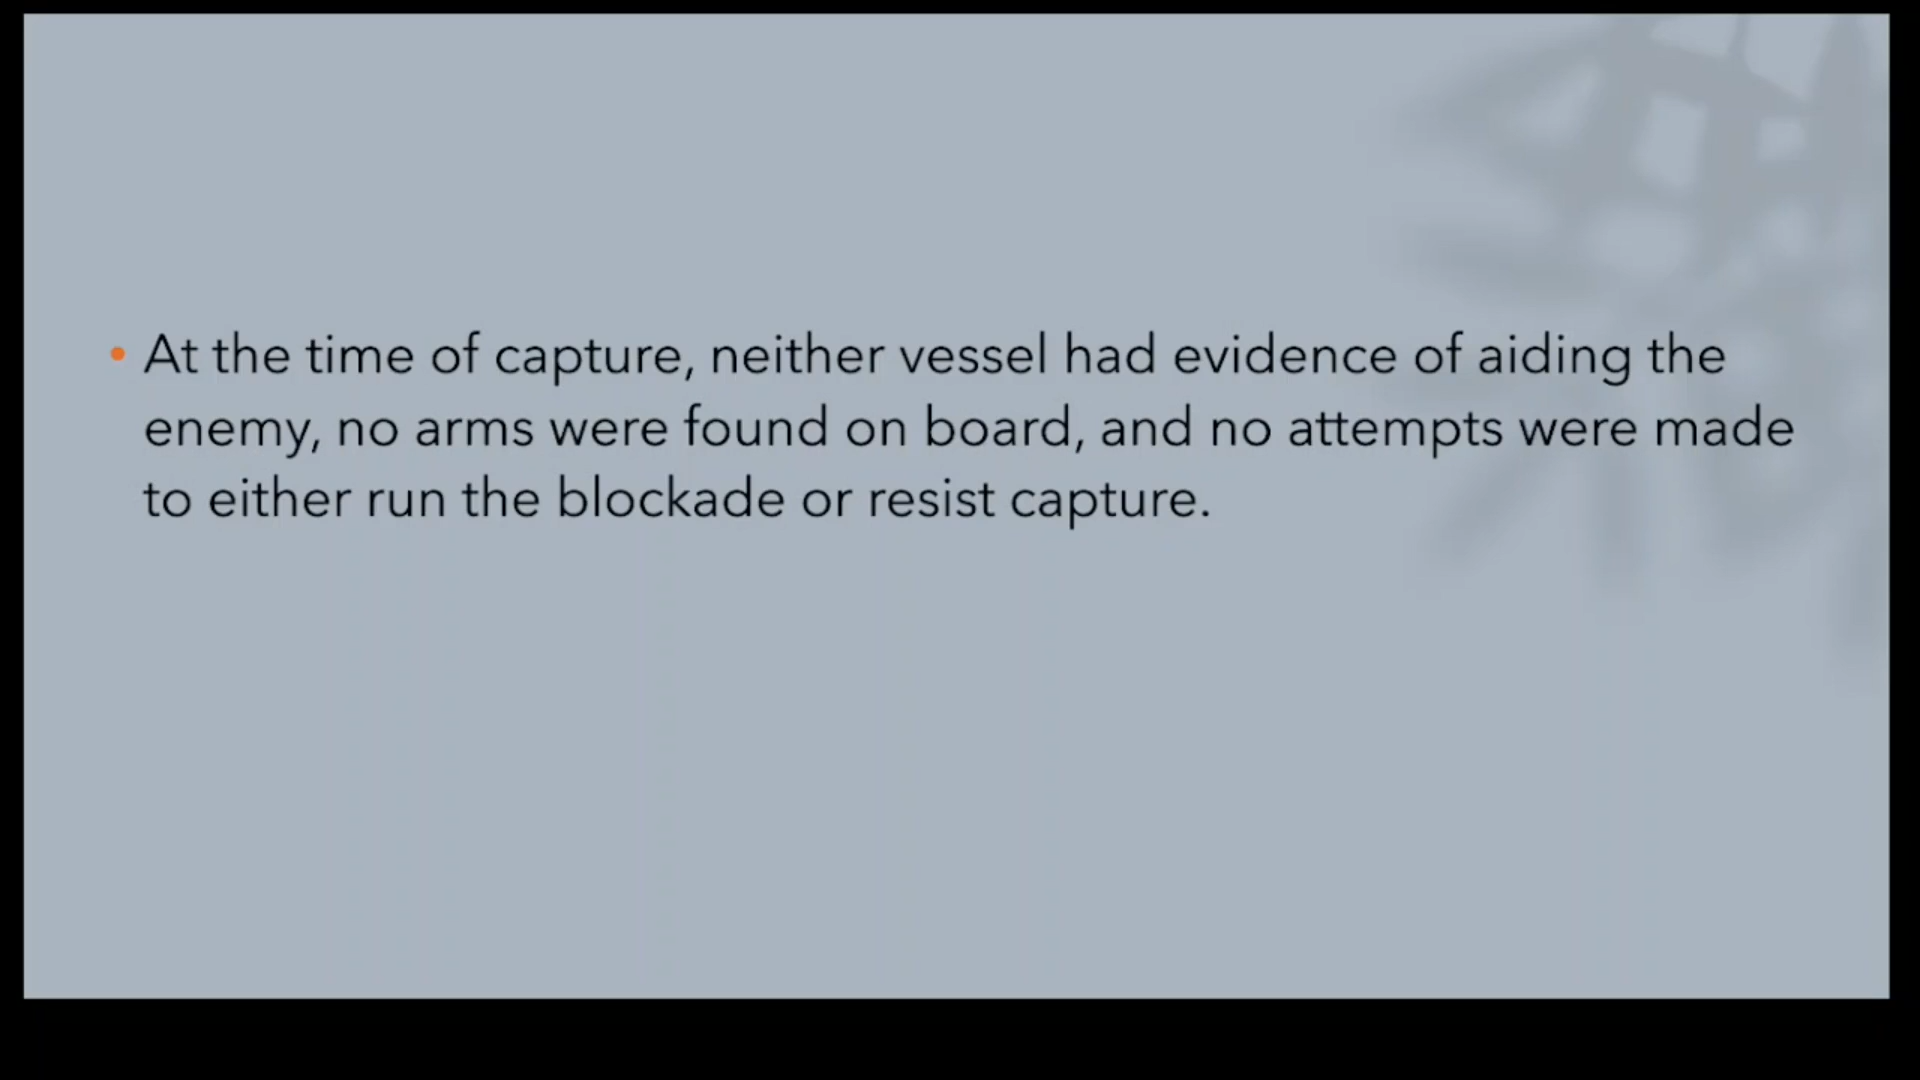 • At the time of capture, neither vessel had evidence of aiding the
enemy, no arms were found on board, and no attempts were made
to either run the blockade or resist capture.